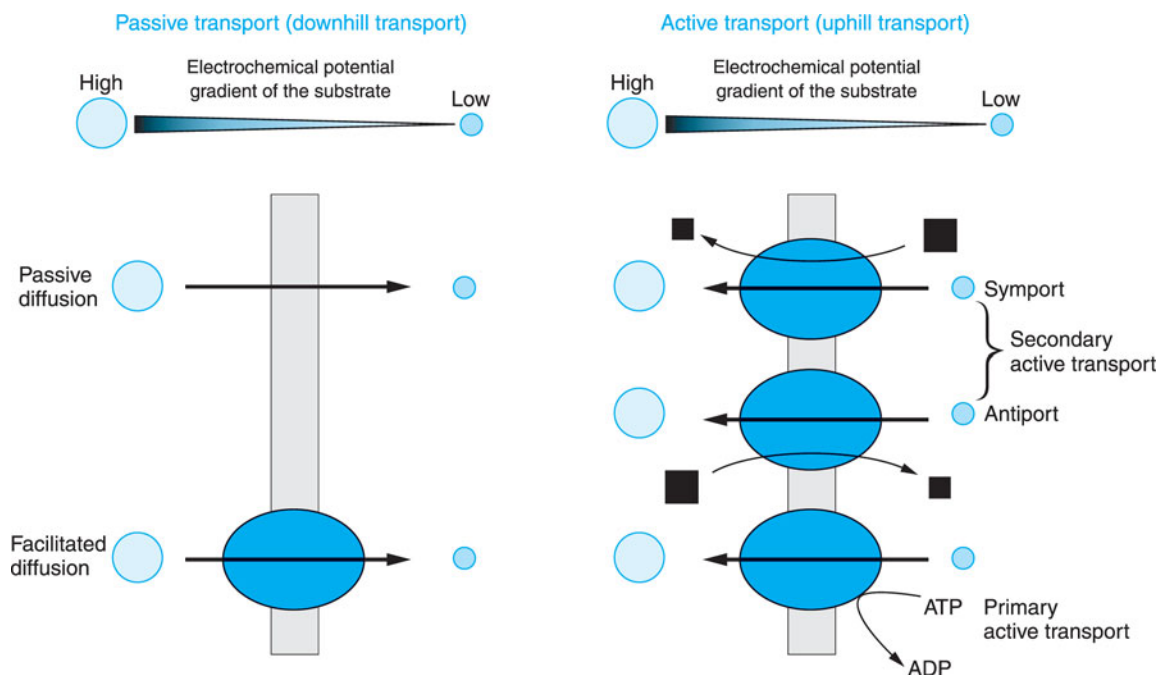 Passive transport (downhill transport)
Electrochemical potential
gradient of the substrate
High
Low
Passive
diffusion
Facilitated
diffusion
Active transport (uphill transport)
Electrochemical potential
gradient of the substrate
High
Low
Symport
Secondary
active transport
Antiport
ATP
Primary
active transport
ADP